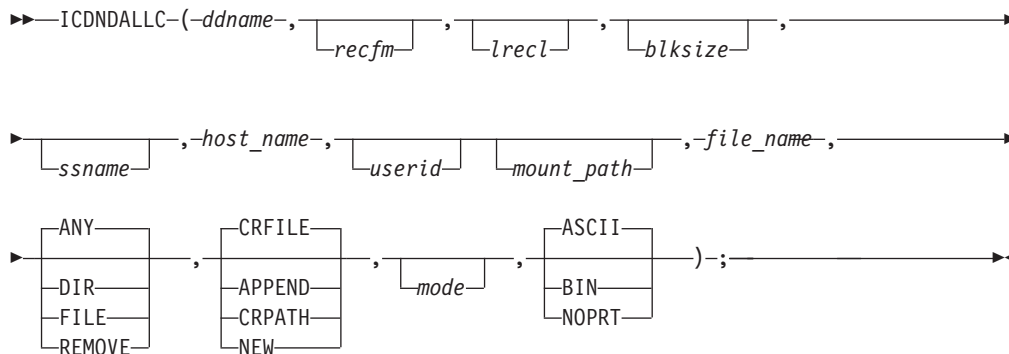 ICDNDALLC ( ddname , , , ,
recfm lrecl blksize
, host_name , , file_name ,
ssname userid mount_path
ANY CRFILE ASCII
, , , ) ;
DIR APPEND mode BIN
FILE CRPATH NOPRT
REMOVE NEW